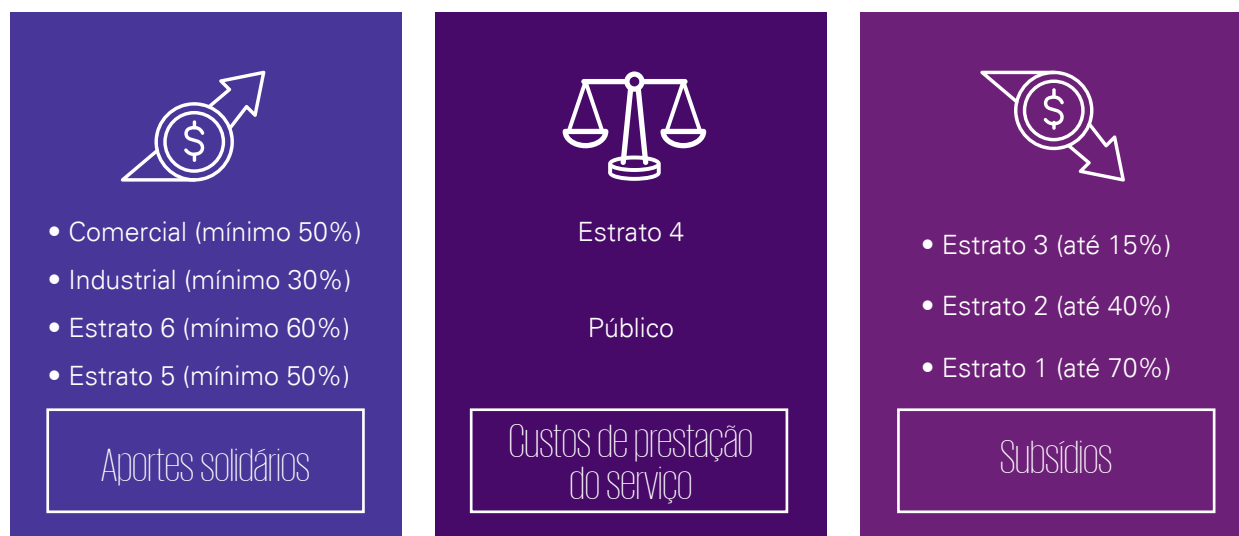 • Comercial (mínimo 50%)
• Industrial (mínimo 30%)
• Estrato 6 (mínimo 60%)
• Estrato 5 (mínimo 50%)
Aportes solidários
Estrato 4
Público
Custos de prestação
do serviço
• Estrato 3 (até 15%)
• Estrato 2 (até 40%)
• Estrato 1 (até 70%)
Subsídios